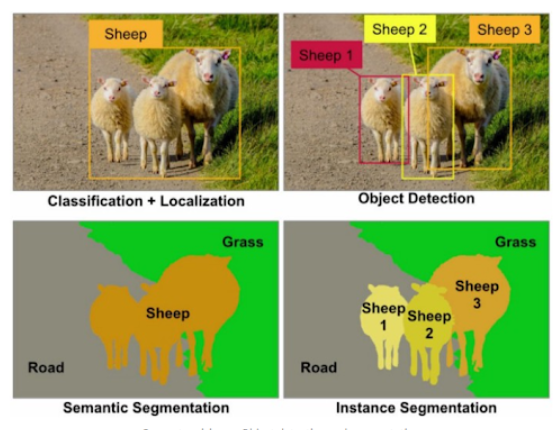 Sheep
Classification + Localization
Sheep 1
Sheep 2
Sheep 3
Object Detection
Grass
Sheep
Road
Semantic Segmentation
Grass
Sheep
1
Sheep
2
Sheep
3
Road
Instance Segmentation